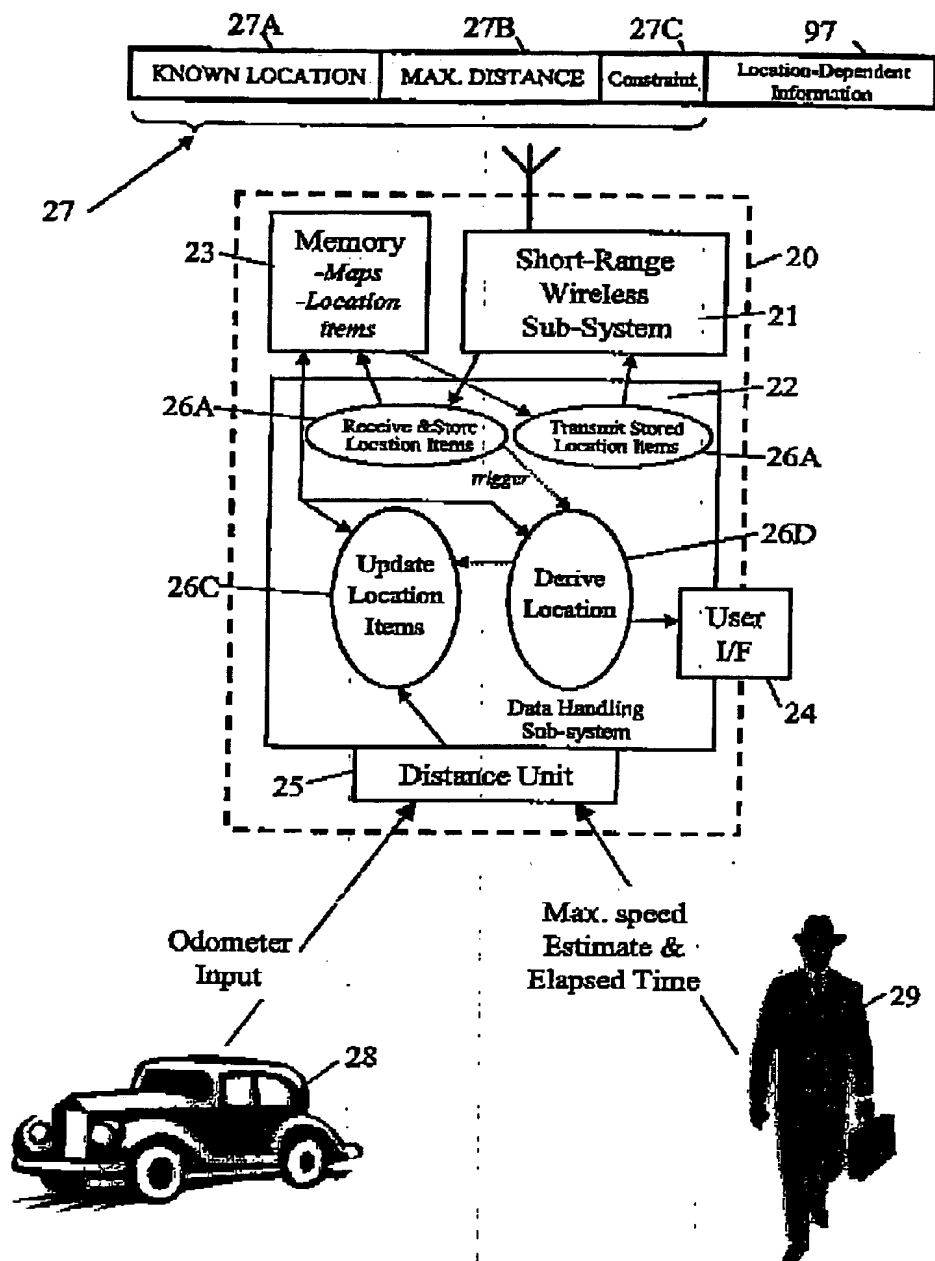 27A
27B
27C
97
KNOWN LOCATION
MAX. DISTANCE
Constraint
Location-Dependent
Information
27
23
Memory
-Maps
-Location
items
Short-Range
Wireless
Sub-System
20
21
22
26A
Receive & Store
Location Items
Transmit Stored
Location Items
26A
trigger
26D
Update
Location
Items
Derive
Location
26C
User
I/F
24
Data Handling
Sub-system
25
Distance Unit
Odometer
Input
Max. speed
Estimate &
Elapsed Time
29
28